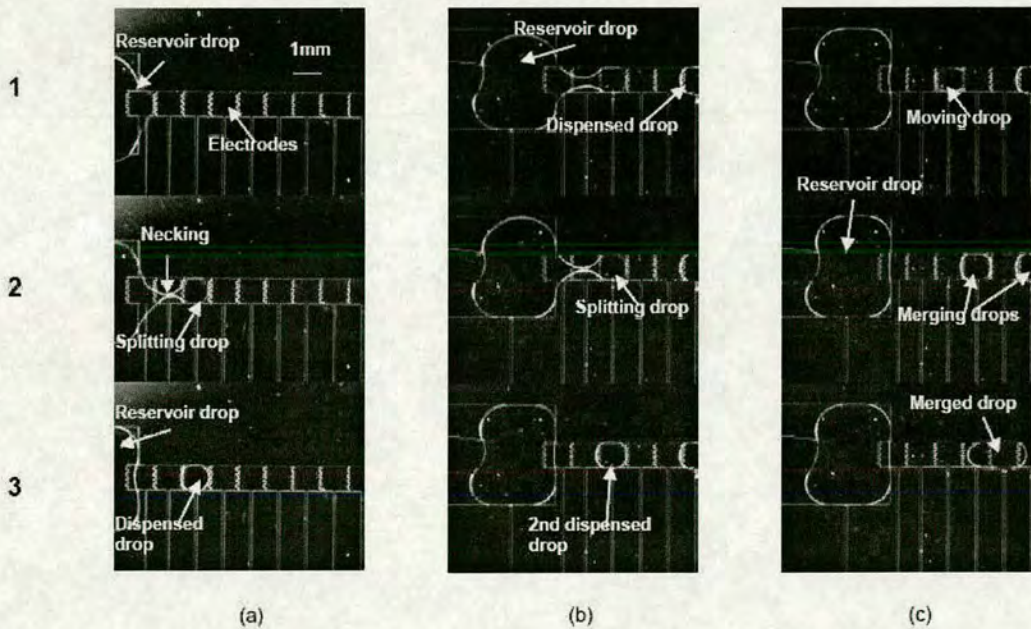 1
Reservoir drop
1mm
Electrodes
Reservoir drop
Dispensed drop
Moving drop
2
Necking
Splitting drop
Splitting drop
Reservoir drop
Merging drops
3
Reservoir drop
Dispensed
drop
2nd dispensed
drop
Merged drop
(a)
(b)
(c)